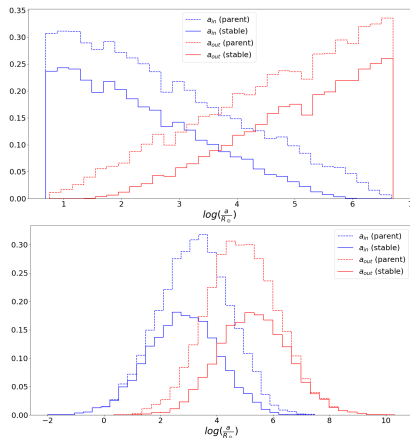 0.35
0.30
0.25
0.20
0.15
0.10
0.05
0.00
a_in (parent)
a_in (stable)
a_out (parent)
a_out (stable)
1 2 3 4 5 6 7
log(a/R⊙)
0.30
0.25
0.20
0.15
0.10
0.05
0.00
a_in (parent)
a_in (stable)
a_out (parent)
a_out (stable)
−2 0 2 4 6 8 10
log(a/R⊙)